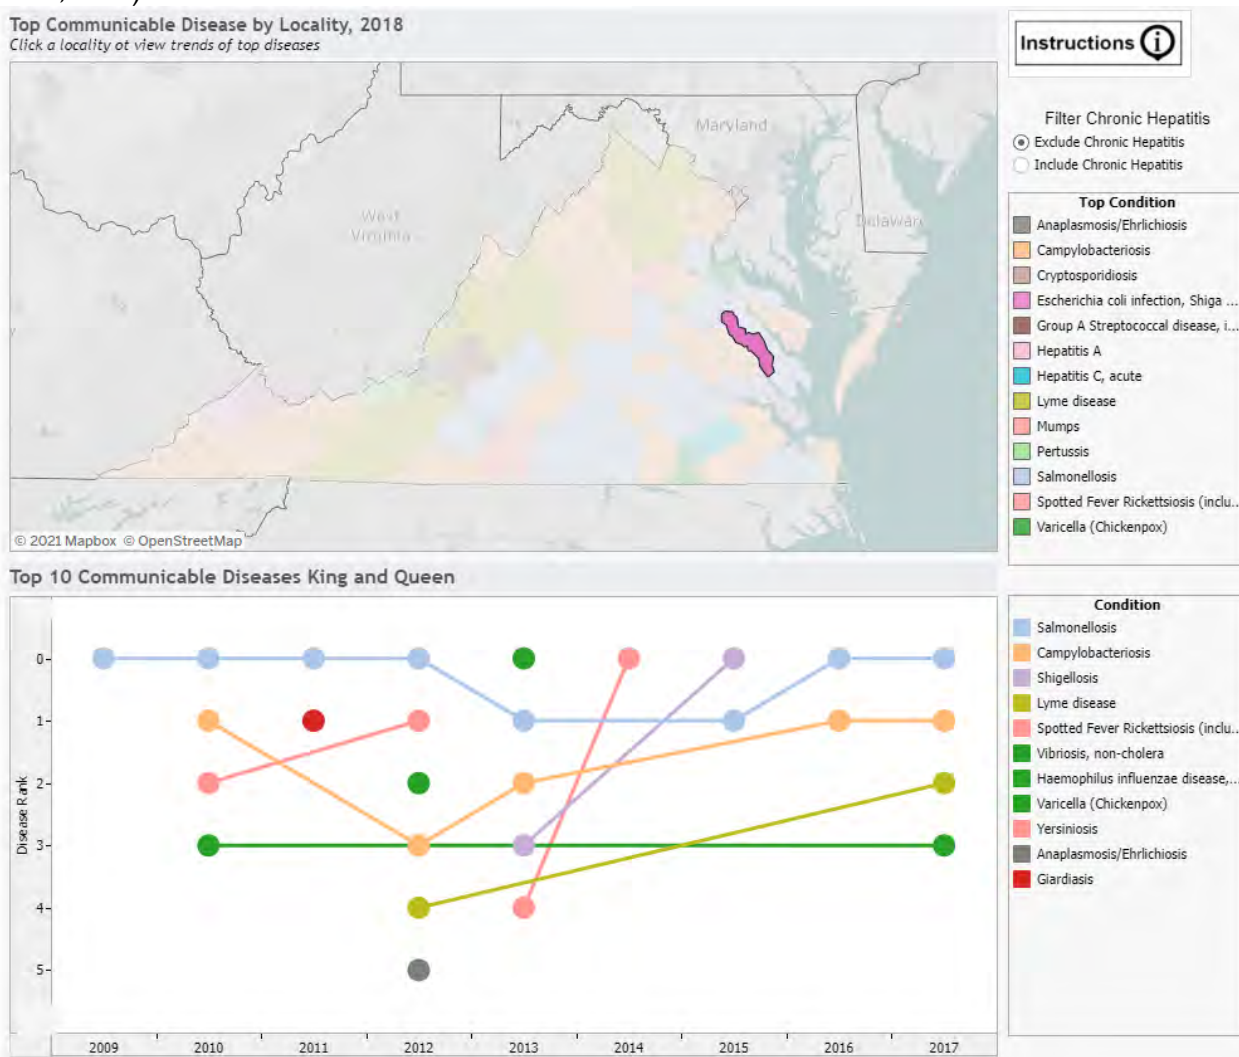 Top Communicable Disease by Locality, 2018
Click a locality ot view trends of top diseases
Instructions
Filter Chronic Hepatitis
Exclude Chronic Hepatitis
Include Chronic Hepatitis
Maryland
DC
West
Virginia
Delaware
Top Condition
Anaplasmosis/Ehrlichiosis
Campylobacteriosis
Cryptosporidiosis
Escherichia coli infection, Shiga ...
Group A Streptococcal disease, i...
Hepatitis A
Hepatitis C, acute
Lyme disease
Mumps
Pertussis
Salmonellosis
Spotted Fever Rickettsiosis (inclu..
Varicella (Chickenpox)
© 2021 Mapbox © OpenStreetMap
Top 10 Communicable Diseases King and Queen
Disease Rank
0
1
2
3
4
5
2009 2010 2011 2012 2013 2014 2015 2016 2017
Condition
Salmonellosis
Campylobacteriosis
Shigellosis
Lyme disease
Spotted Fever Rickettsiosis (inclu..
Vibriosis, non-cholera
Haemophilus influenzae disease,...
Varicella (Chickenpox)
Yersiniosis
Anaplasmosis/Ehrlichiosis
Giardiasis